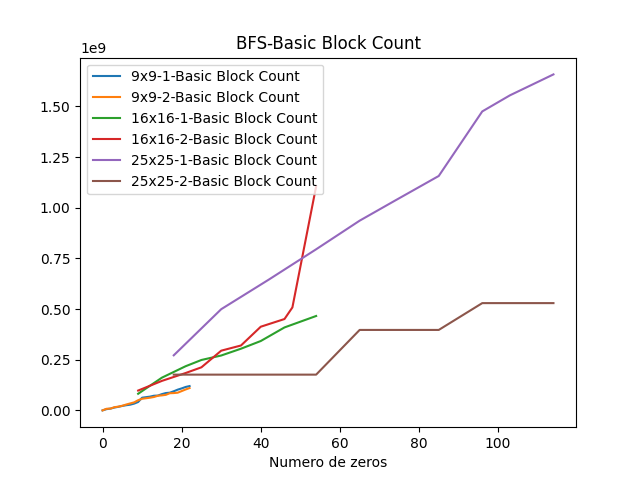 BFS-Basic Block Count
1e9
9x9-1-Basic Block Count
9x9-2-Basic Block Count
16x16-1-Basic Block Count
16x16-2-Basic Block Count
25x25-1-Basic Block Count
25x25-2-Basic Block Count
1.50
1.25
1.00
0.75
0.50
0.25
0.00
0 20 40 60 80 100
Numero de zeros